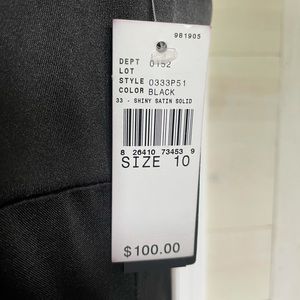 981905
DEPT 0152
LOT
STYLE 0333P51
COLOR BLACK
33 - SHINY SATIN SOLID
8 26410 73453 9
SIZE 10
$100.00